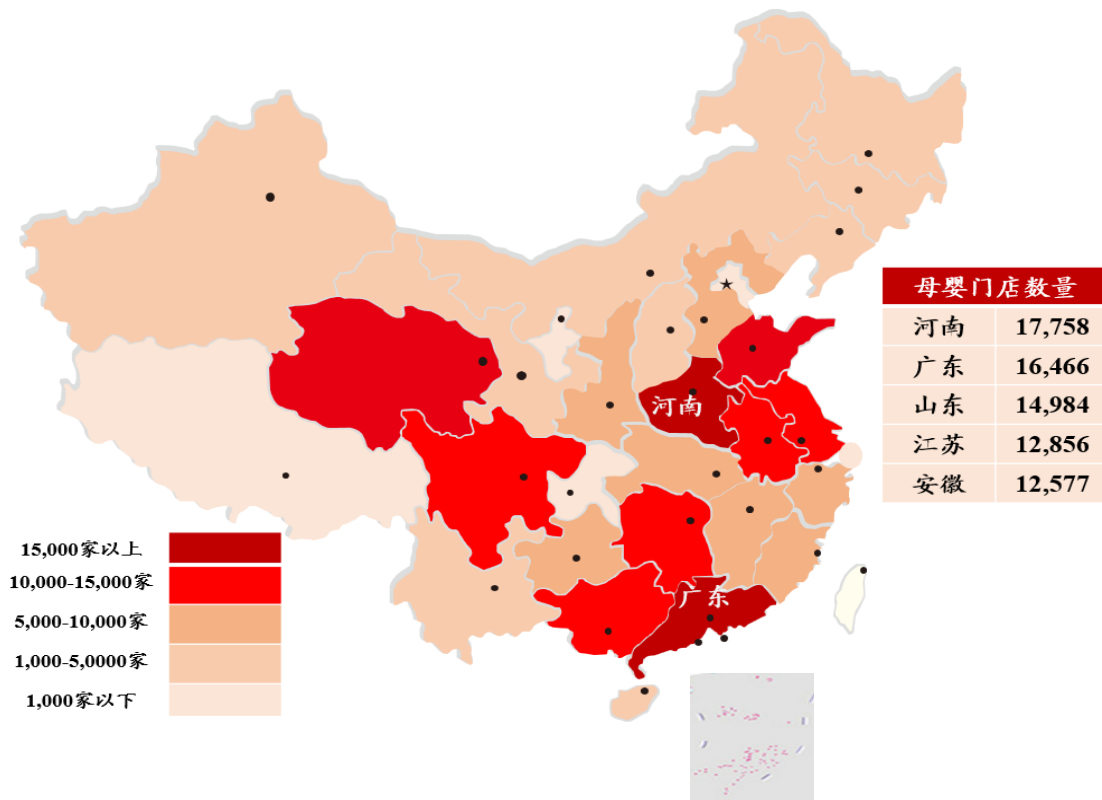 母婴门店数量
河南 17,758
广东 16,466
山东 14,984
江苏 12,856
安徽 12,577
河南
广东
15,000家以上
10,000-15,000家
5,000-10,000家
1,000-5,0000家
1,000家以下